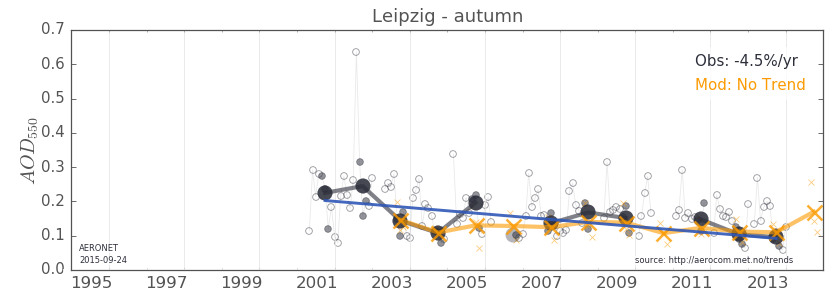 Leipzig - autumn
0.7
0.6
0.5
0.4
0.3
0.2
0.1
0.0
AOD550
Obs: -4.5%/yr
Mod: No Trend
AERONET
2015-09-24
source: http://aerocom.met.no/trends
1995 1997 1999 2001 2003 2005 2007 2009 2011 2013